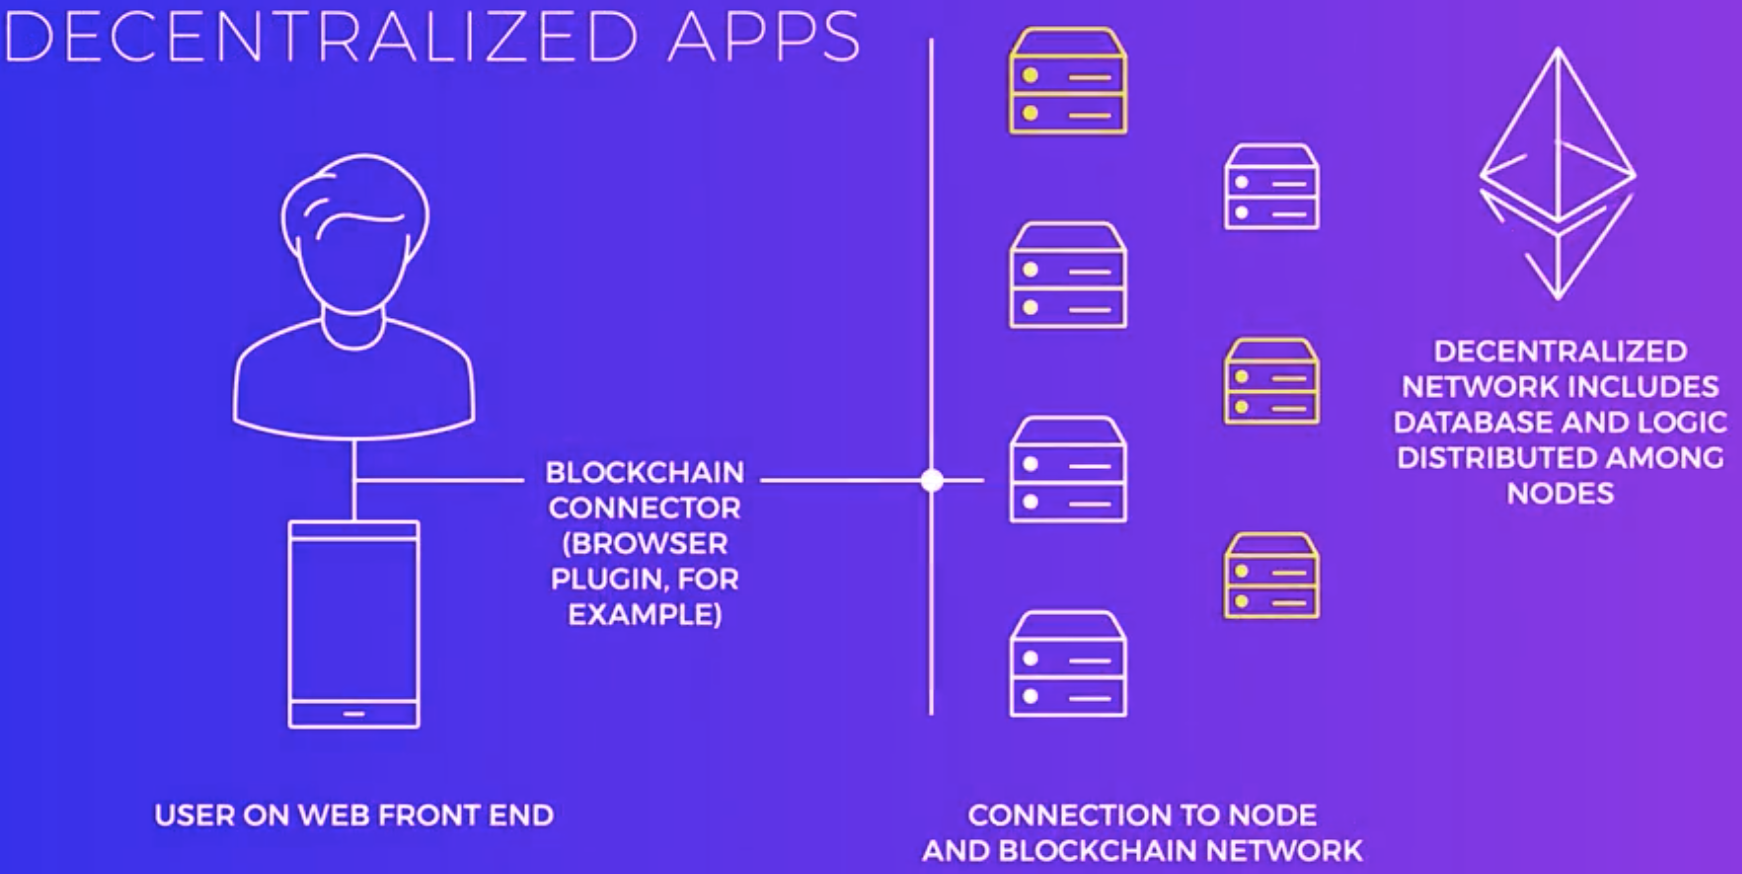 DECENTRALIZED APPS
BLOCKCHAIN
CONNECTOR
(BROWSER
PLUGIN, FOR
EXAMPLE)
DECENTRALIZED
NETWORK INCLUDES
DATABASE AND LOGIC
DISTRIBUTED AMONG
NODES
USER ON WEB FRONT END
CONNECTION TO NODE
AND BLOCKCHAIN NETWORK